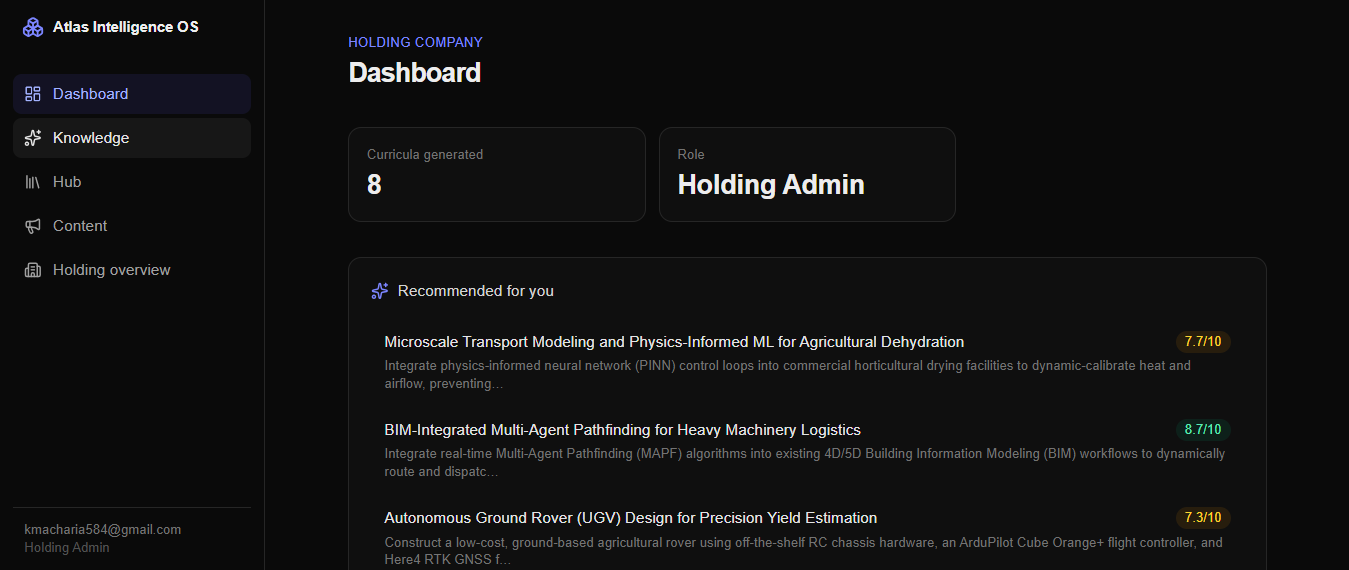 Atlas Intelligence OS
Dashboard
Knowledge
Hub
Content
Holding overview
kmacharia584@gmail.com
Holding Admin
HOLDING COMPANY
Dashboard
Curricula generated
8
Role
Holding Admin
Recommended for you
Microscale Transport Modeling and Physics-Informed ML for Agricultural Dehydration
7.7/10
Integrate physics-informed neural network (PINN) control loops into commercial horticultural drying facilities to dynamic-calibrate heat and
airflow, preventing...
BIM-Integrated Multi-Agent Pathfinding for Heavy Machinery Logistics
8.7/10
Integrate real-time Multi-Agent Pathfinding (MAPF) algorithms into existing 4D/5D Building Information Modeling (BIM) workflows to dynamically
route and dispatc...
Autonomous Ground Rover (UGV) Design for Precision Yield Estimation
7.3/10
Construct a low-cost, ground-based agricultural rover using off-the-shelf RC chassis hardware, an ArduPilot Cube Orange+ flight controller, and
Here4 RTK GNSS f...